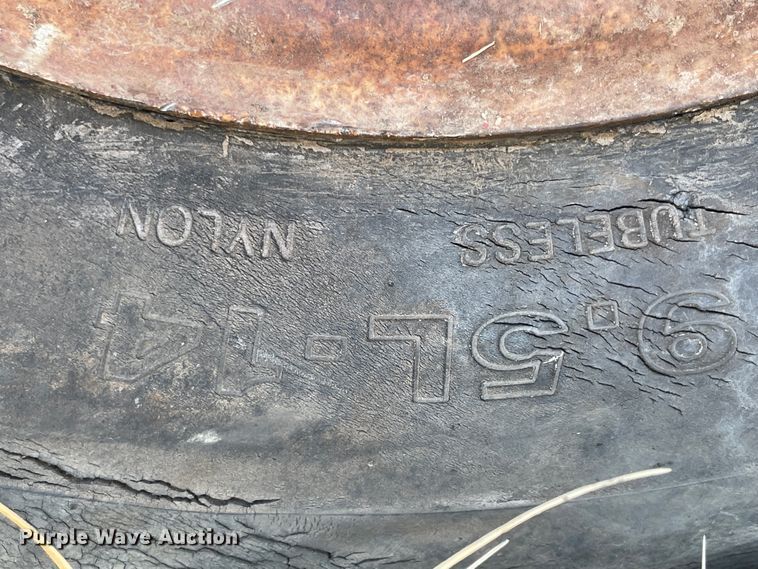 9.5L-14
TUBELESS NYLON
Purple Wave Auction